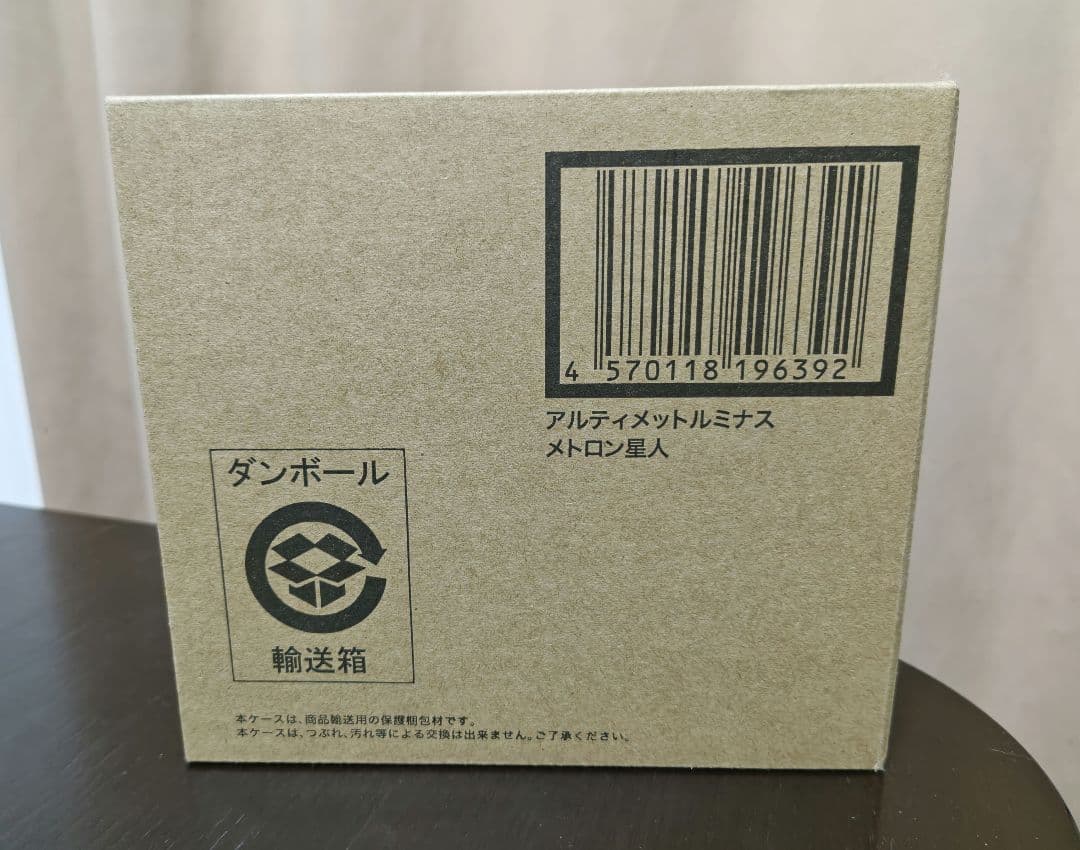 4 570118 196392
アルティメットルミナス
メトロン星人
ダンボール
輸送箱
本ケースは、商品輸送用の保護梱包材です。
本ケースは、つぶれ、汚れ等による交換は出来ません。ご了承ください。